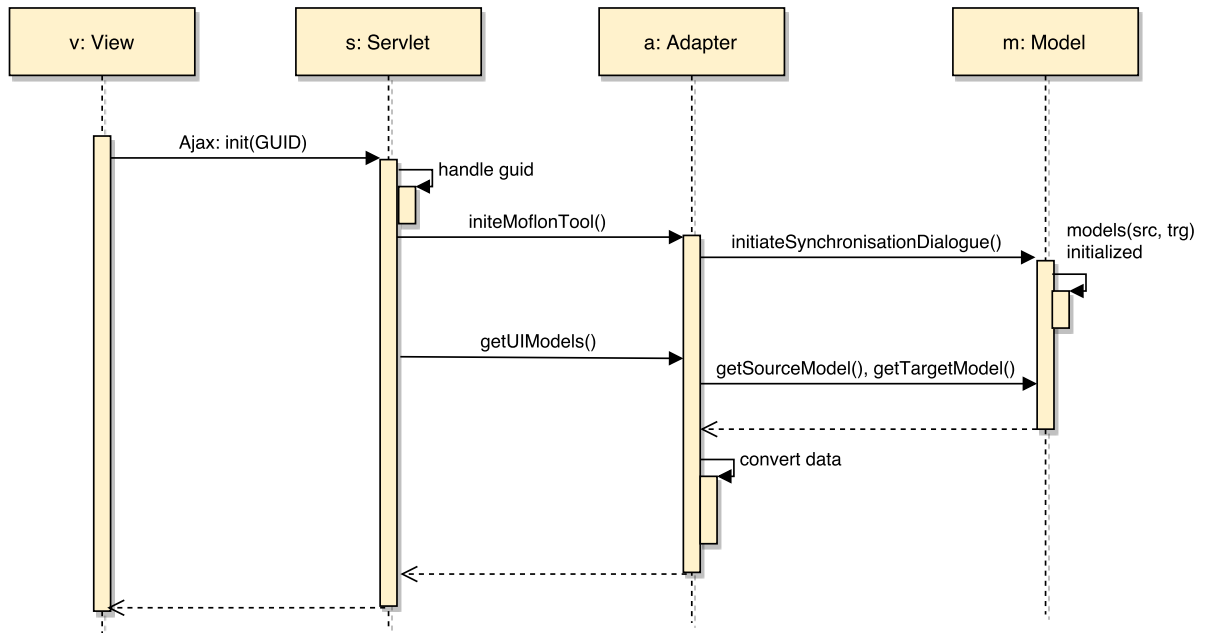 v: View
s: Servlet
a: Adapter
m: Model
Ajax: init(GUID)
handle guid
initeMoflonTool()
initiateSynchronisationDialogue()
models(src, trg)
initialized
getUIModels()
getSourceModel(), getTargetModel()
convert data